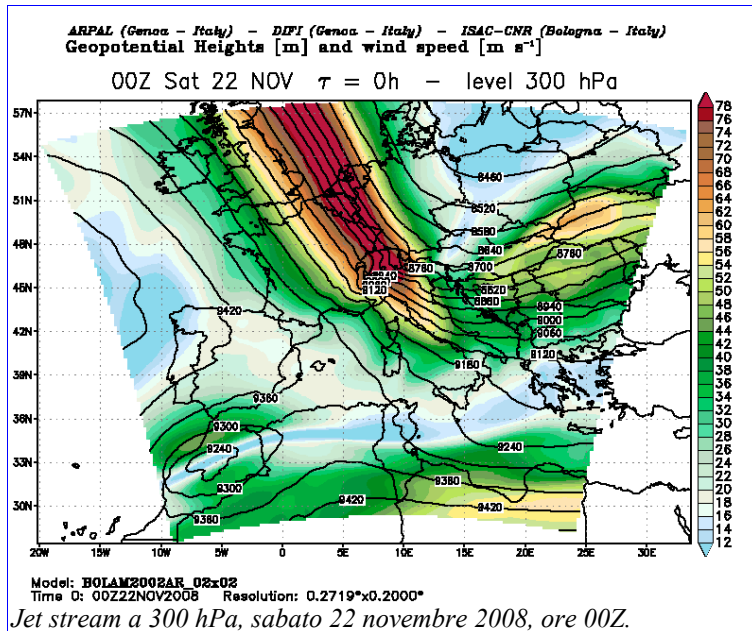 ARPAL (Genoa - Italy) - DIFI (Genoa - Italy) - ISAC-CNR (Bologna - Italy)
Geopotential Heights [m] and wind speed [m s⁻¹]
00Z Sat 22 NOV τ = 0h - level 300 hPa
57N
54N
51N
48N
45N
42N
39N
36N
33N
30N
20W
15W
10W
5W
0
5E
10E
15E
20E
25E
30E
8460
8520
8580
8640
8700
8760
8760
8820
8880
8940
9000
9060
9120
9120
9180
9420
9360
9300
9240
9300
9360
9240
9360
9420
9420
78
76
74
70
68
66
64
62
60
58
56
54
52
50
48
46
44
42
40
38
36
34
32
30
28
26
24
22
20
19
18
16
14
12
Model: BOLAM2002AR_02x02
Time 0: 00Z22NOV2008 Resolution: 0.2719°x0.2000°
Jet stream a 300 hPa, sabato 22 novembre 2008, ore 00Z.